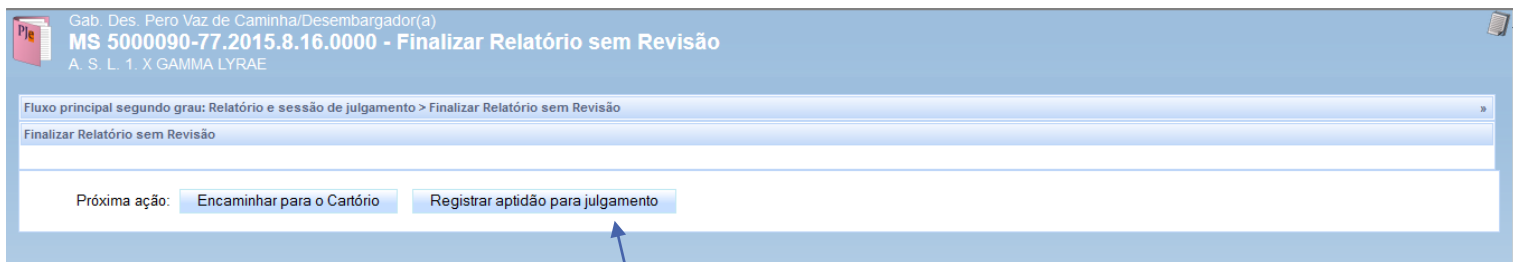 PJe
Gab. Des. Pero Vaz de Caminha/Desembargador(a)
MS 5000090-77.2015.8.16.0000 - Finalizar Relatório sem Revisão
A. S. L. 1. X GAMMA LYRAE
Fluxo principal segundo grau: Relatório e sessão de julgamento > Finalizar Relatório sem Revisão »
Finalizar Relatório sem Revisão
Próxima ação: Encaminhar para o Cartório Registrar aptidão para julgamento